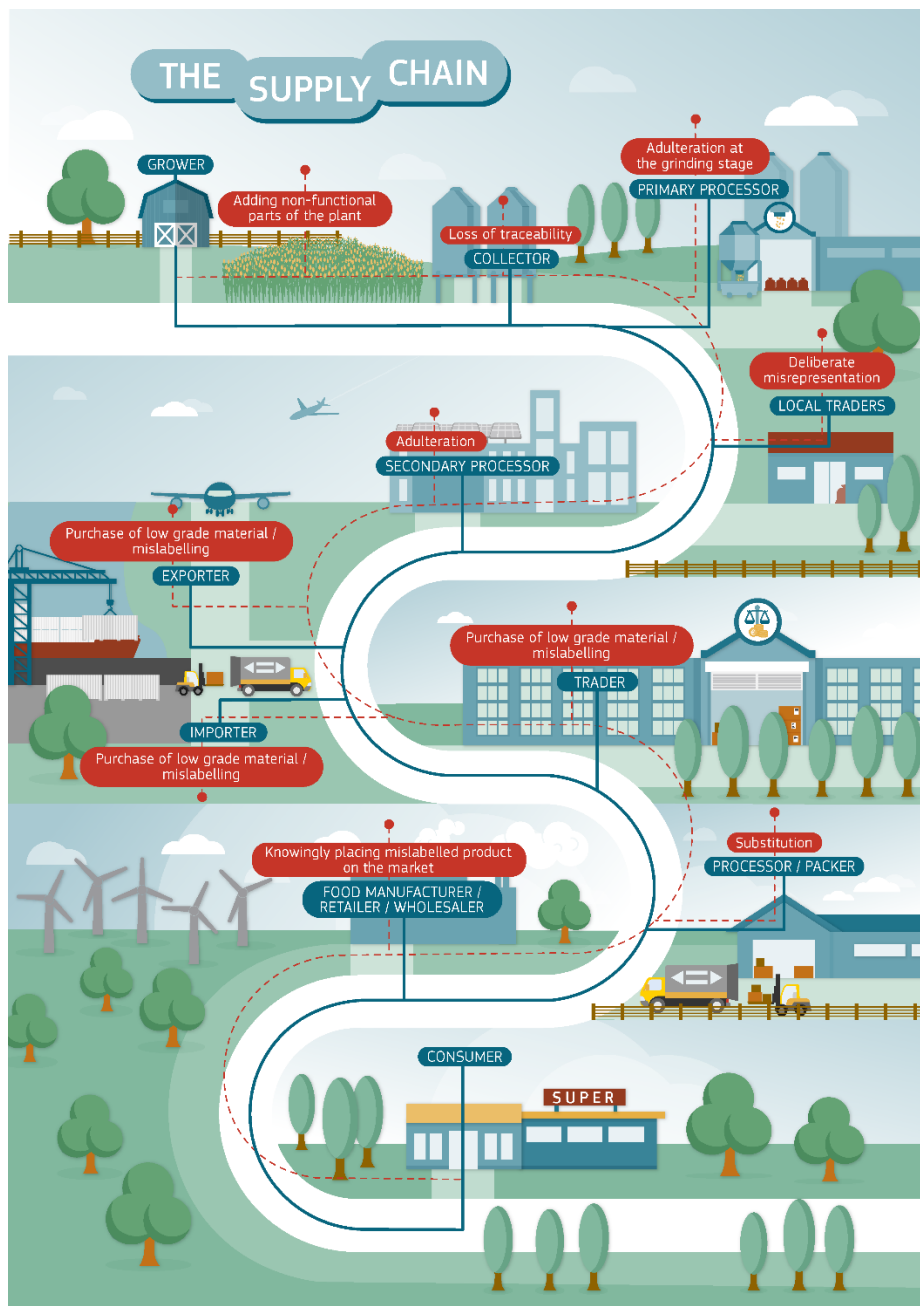 THE
SUPPLY
CHAIN
GROWER
Adding non-functional
parts of the plant
Loss of traceability
COLLECTOR
Adulteration at
the grinding stage
PRIMARY PROCESSOR
Deliberate
misrepresentation
LOCAL TRADERS
Adulteration
SECONDARY PROCESSOR
Purchase of low grade material /
mislabelling
EXPORTER
Purchase of low grade material /
mislabelling
TRADER
IMPORTER
Purchase of low grade material /
mislabelling
Substitution
PROCESSOR / PACKER
Knowingly placing mislabelled product
on the market
FOOD MANUFACTURER /
RETAILER / WHOLESALER
CONSUMER
SUPER